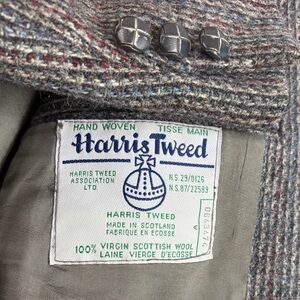 HAND WOVEN TISSE MAIN
Harris Tweed
HARRIS TWEED
ASSOCIATION
LTD.
N.S. 29/8126
N.S. 87/22589
HARRIS TWEED
MADE IN SCOTLAND
FABRIQUE EN ECOSSE
100% VIRGIN SCOTTISH WOOL
LAINE VIERGE D'ECOSSE
A